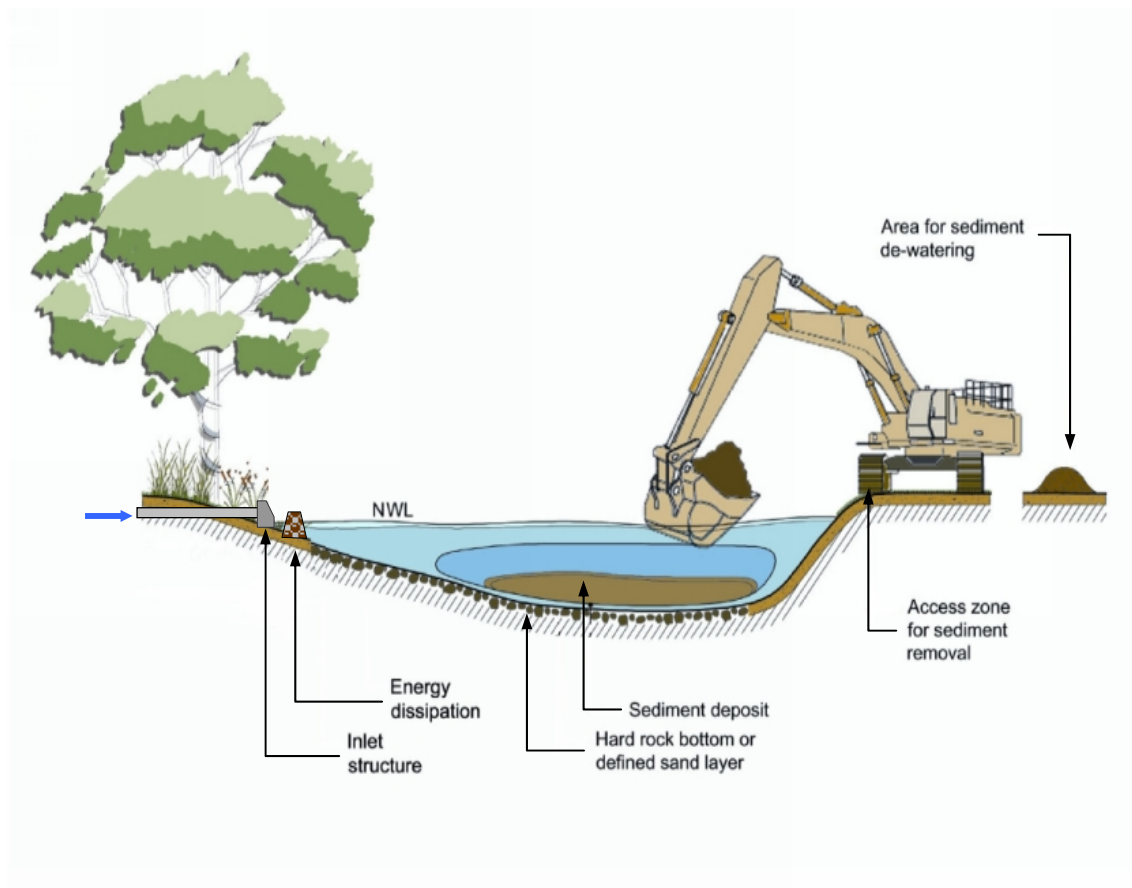 Area for sediment
de-watering
NWL
Access zone
for sediment
removal
Energy
dissipation
Sediment deposit
Inlet
structure
Hard rock bottom or
defined sand layer